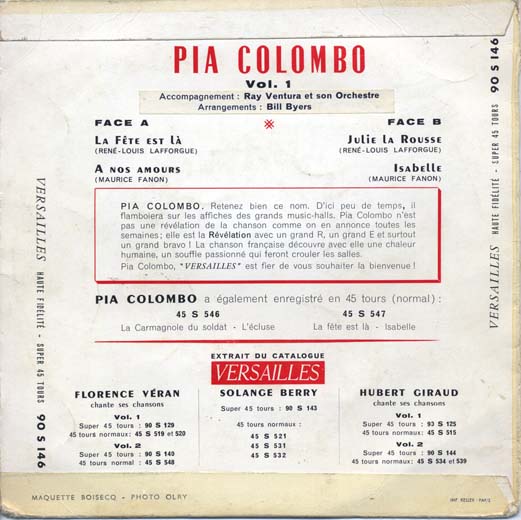 PIA COLOMBO
Vol. 1
Accompagnement : Ray Ventura et son Orchestre
Arrangements : Bill Byers
FACE A
FACE B
La Fête est là
(RENÉ-LOUIS LAFFORGUE)
Julie la Rousse
(RENÉ-LOUIS LAFFORGUE)
A nos amours
(MAURICE FANON)
Isabelle
(MAURICE FANON)
PIA COLOMBO. Retenez bien ce nom. D'ici peu de temps, il
flamboiera sur les affiches des grands music-halls. Pia Colombo n'est
pas une révélation de la chanson comme on en annonce toutes les
semaines; elle est la Révélation avec un grand R, un grand E et surtout
un grand bravo ! La chanson française découvre avec elle une chaleur
humaine, un souffle passionné qui feront crouler les salles.
Pia Colombo, "VERSAILLES" est fier de vous souhaiter la bienvenue !
PIA COLOMBO a également enregistré en 45 tours (normal) :
45 S 546
45 S 547
La Carmagnole du soldat - L'écluse
La fête est là - Isabelle
EXTRAIT DU CATALOGUE
VERSAILLES
FLORENCE VÉRAN
chante ses chansons
Vol. 1
Super 45 tours : 90 S 129
45 tours normaux : 45 S 519 et 520
Vol. 2
Super 45 tours : 90 S 140
45 tours normal : 45 S 548
SOLANGE BERRY
Super 45 tours : 90 S 143
45 tours normaux :
45 S 521
45 S 531
45 S 532
HUBERT GIRAUD
chante ses chansons
Vol. 1
Super 45 tours : 93 S 125
45 tours normaux : 45 S 515
Vol. 2
Super 45 tours : 90 S 144
45 tours normaux : 45 S 534 et 539
VERSAILLES HAUTE FIDÉLITÉ - SUPER 45 TOURS 90 S 146
VERSAILLES HAUTE FIDÉLITÉ - SUPER 45 TOURS 90 S 146
MAQUETTE BOISECQ - PHOTO OLRY
IMP. KELLER - PARIS